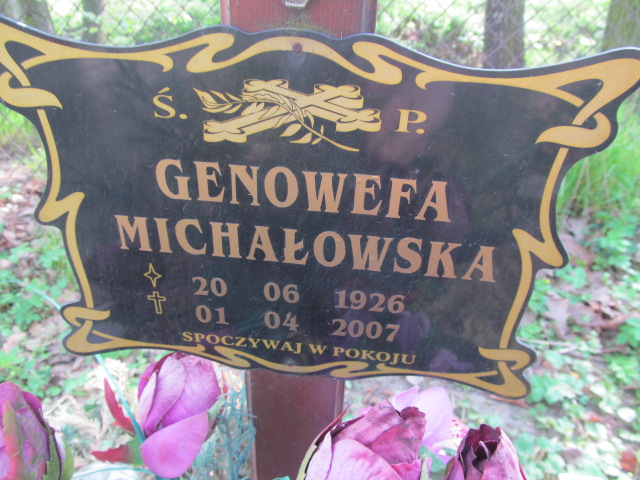 Ś. P.
GENOWEFA
MICHAŁOWSKA
20 06 1926
01 04 2007
SPOCZYWAJ W POKOJU